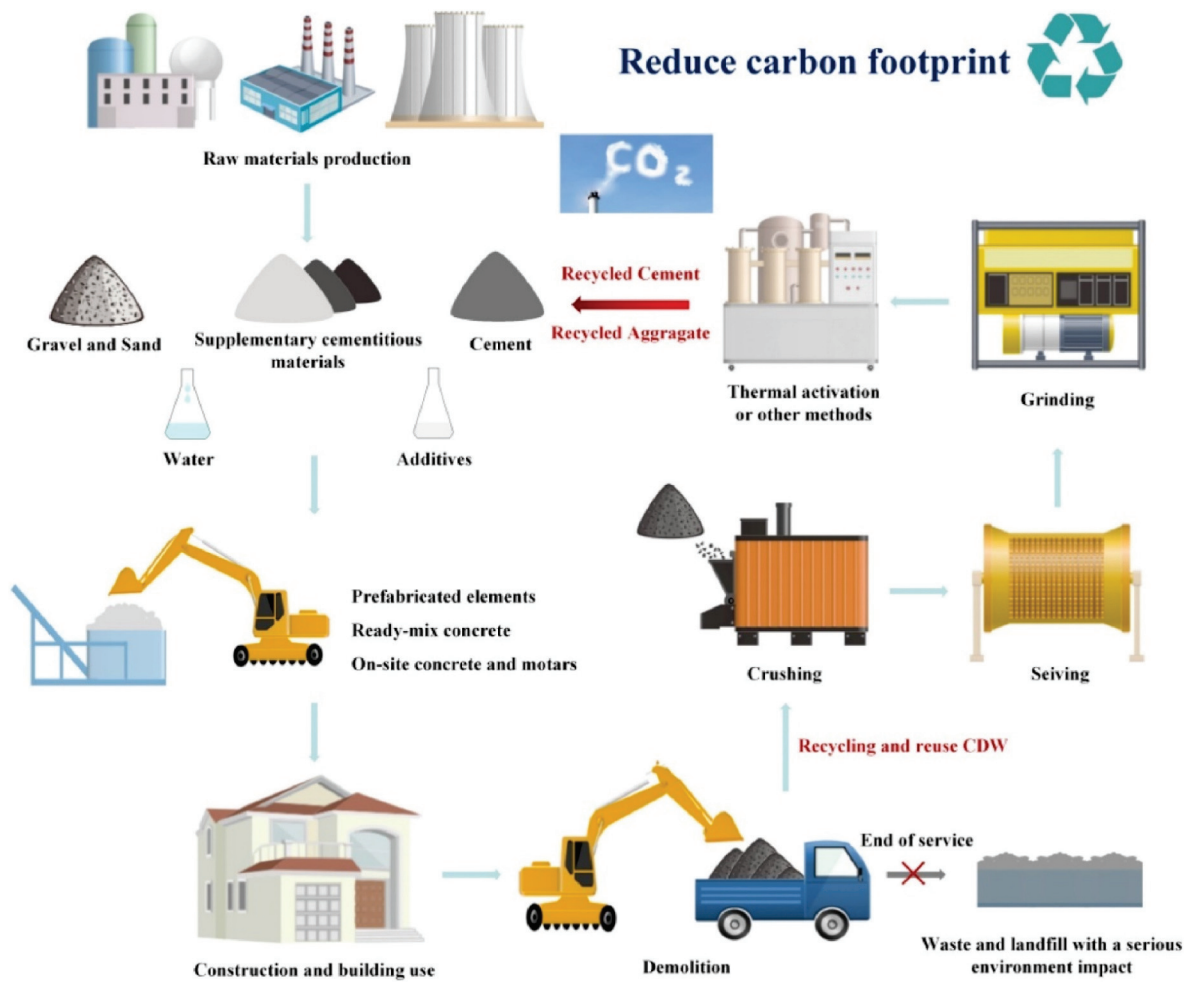 Reduce carbon footprint
Raw materials production
CO2
Gravel and Sand
Supplementary cementitious
materials
Cement
Recycled Cement
Recycled Aggragate
Thermal activation
or other methods
Grinding
Water
Additives
Prefabricated elements
Ready-mix concrete
On-site concrete and motars
Crushing
Seiving
Recycling and reuse CDW
Construction and building use
Demolition
End of service
Waste and landfill with a serious
environment impact